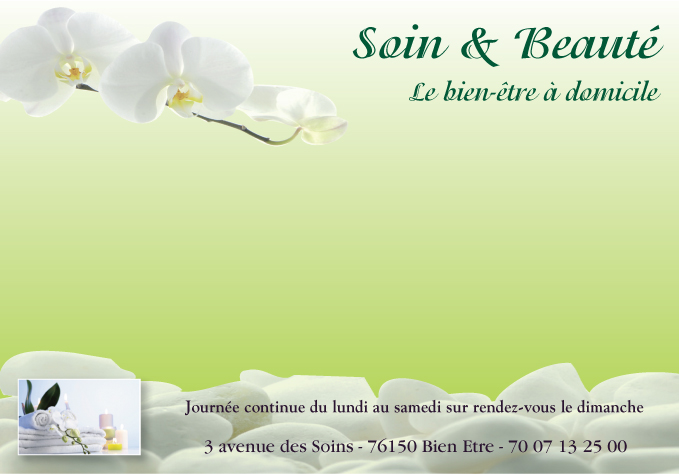 Soin & Beauté
Le bien-être à domicile
Journée continue du lundi au samedi sur rendez-vous le dimanche
3 avenue des Soins - 76150 Bien Etre - 70 07 13 25 00